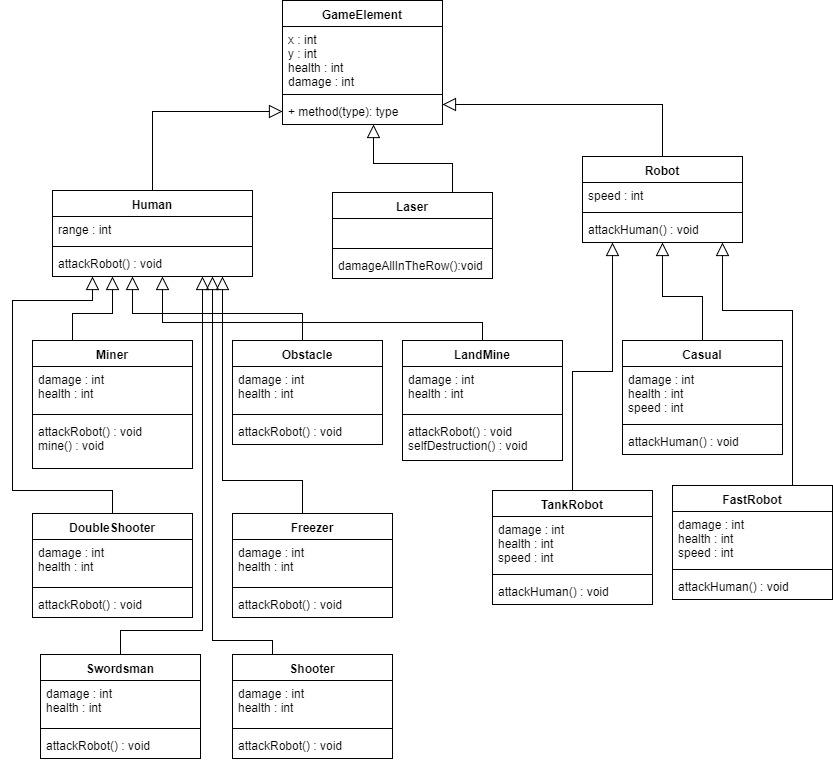 GameElement
x : int
y : int
health : int
damage : int
+ method(type): type
Human
range : int
attackRobot() : void
Laser
damageAllInTheRow():void
Robot
speed : int
attackHuman() : void
Miner
damage : int
health : int
attackRobot() : void
mine() : void
Obstacle
damage : int
health : int
attackRobot() : void
LandMine
damage : int
health : int
attackRobot() : void
selfDestruction() : void
Casual
damage : int
health : int
speed : int
attackHuman() : void
DoubleShooter
damage : int
health : int
attackRobot() : void
Freezer
damage : int
health : int
attackRobot() : void
TankRobot
damage : int
health : int
speed : int
attackHuman() : void
FastRobot
damage : int
health : int
speed : int
attackHuman() : void
Swordsman
damage : int
health : int
attackRobot() : void
Shooter
damage : int
health : int
attackRobot() : void